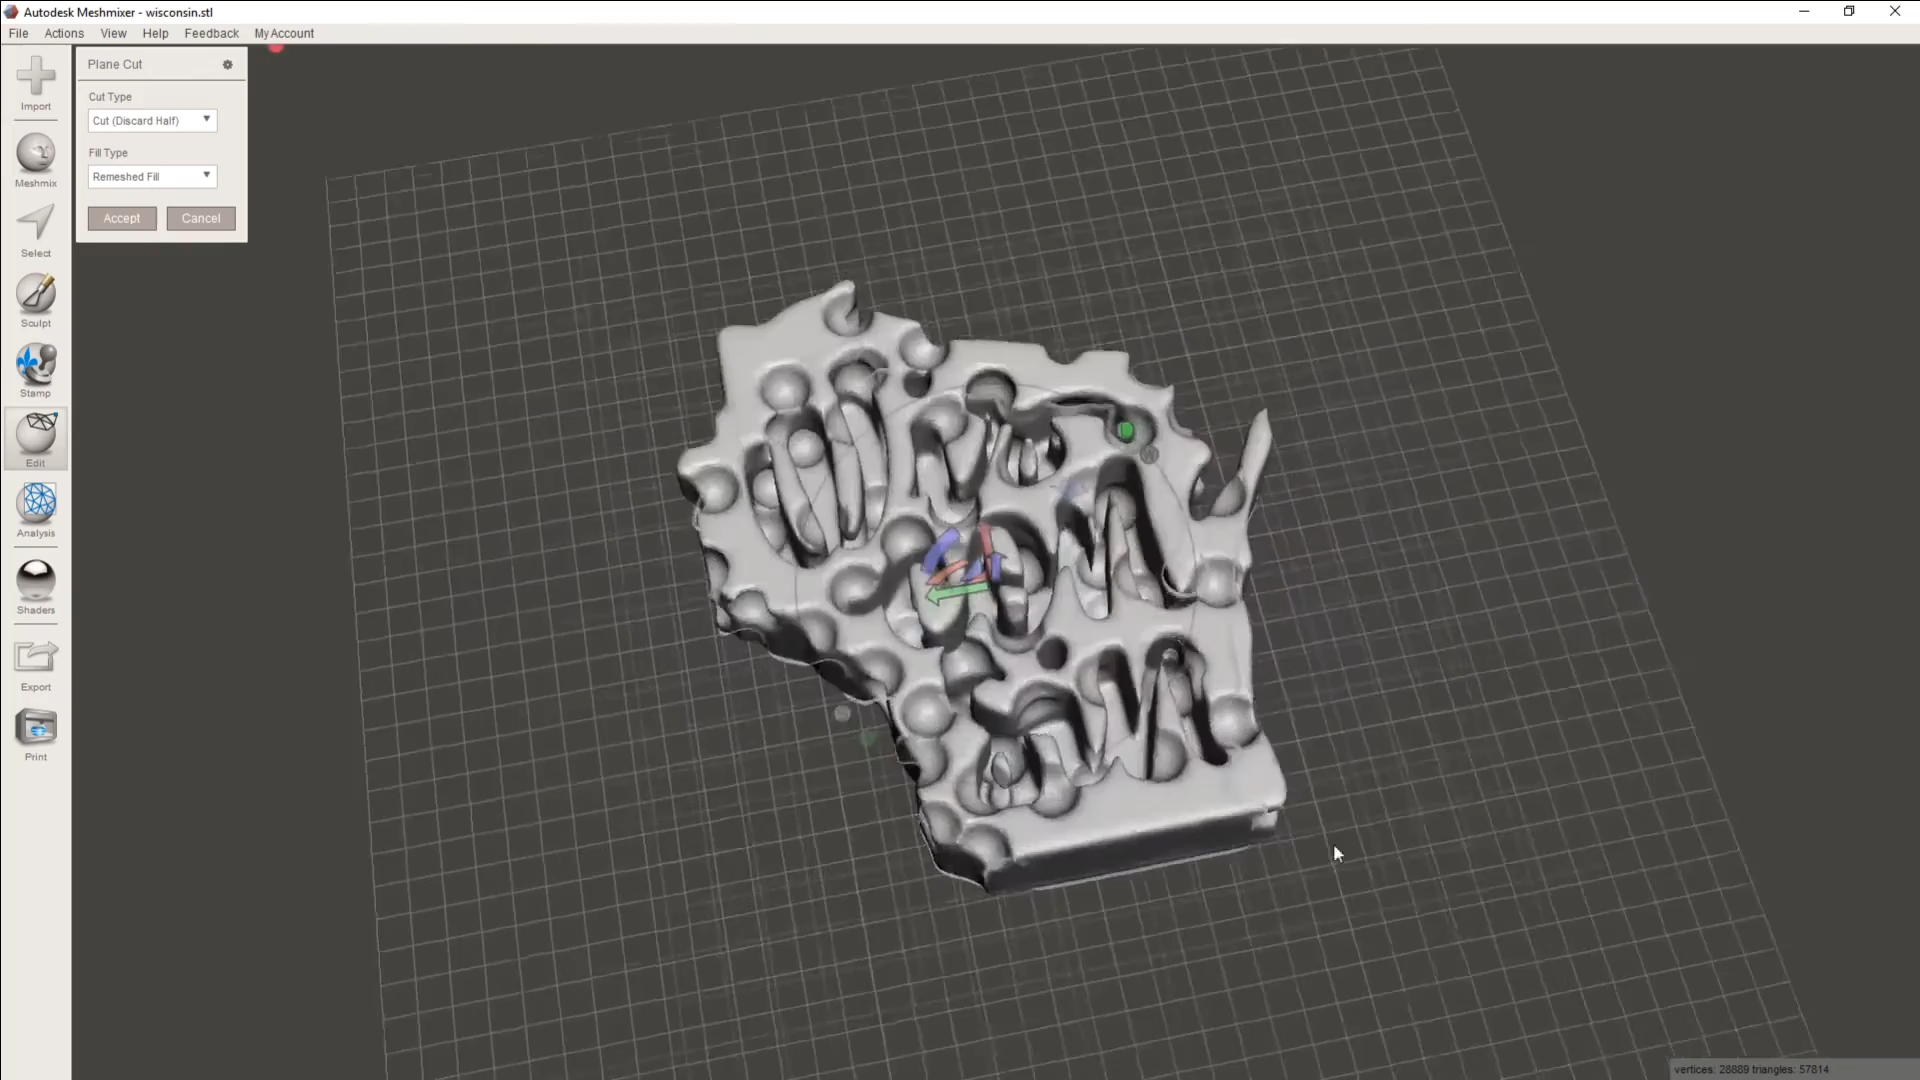 Autodesk Meshmixer - wisconsin.stl
File Actions View Help Feedback My Account
Plane Cut
Cut Type
Cut (Discard Half)
Fill Type
Remeshed Fill
Accept Cancel
Import
Meshmix
Select
Sculpt
Stamp
Edit
Analysis
Shaders
Export
Print
vertices: 28889 triangles: 57814